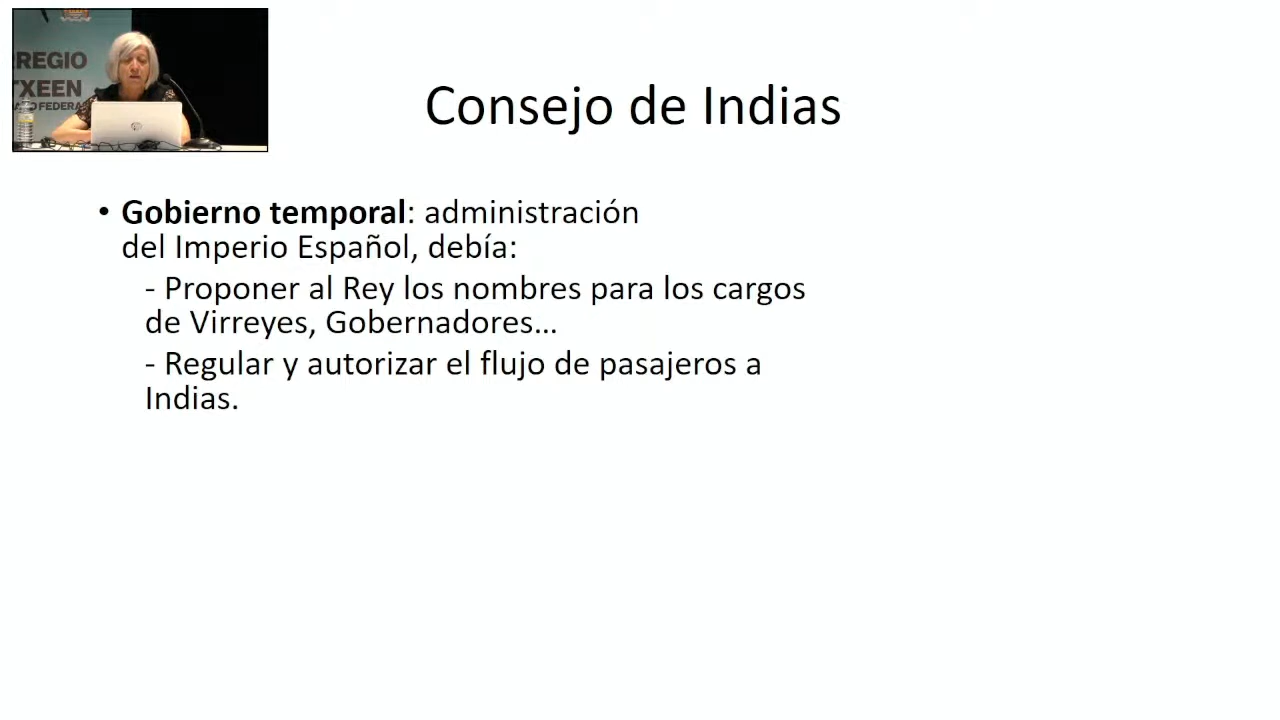 RREGIO
TXEEN
Consejo de Indias
• Gobierno temporal: administración
del Imperio Español, debía:
- Proponer al Rey los nombres para los cargos
de Virreyes, Gobernadores...
- Regular y autorizar el flujo de pasajeros a
Indias.